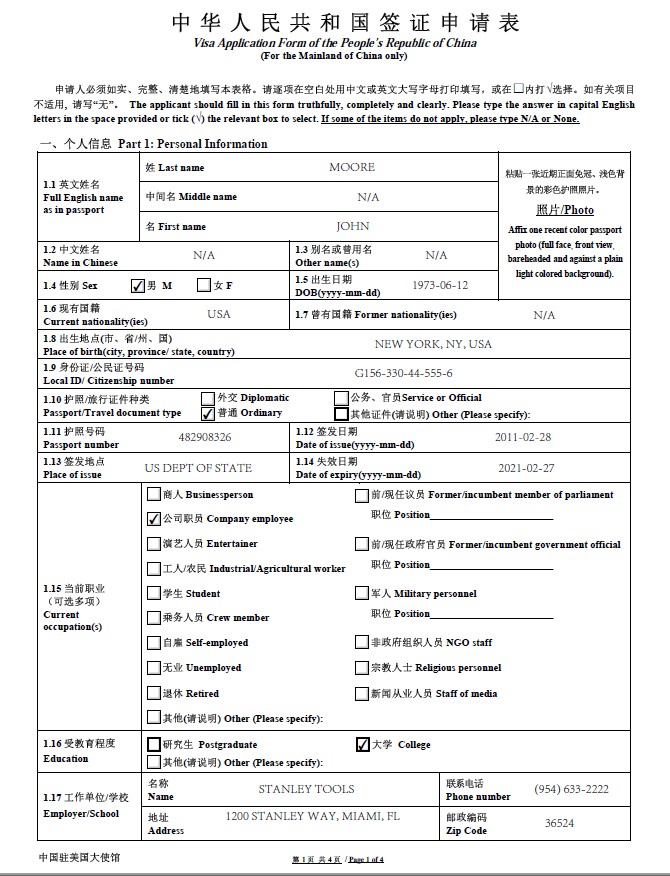 中华人民共和国签证申请表
Visa Application Form of the People's Republic of China
(For the Mainland of China only)
申请人必须如实、完整、清楚地填写本表格。请逐项在空白处用中文或英文大写字母打印填写，或在□内打√选择。如有关项目
不适用, 请写“无”。 The applicant should fill in this form truthfully, completely and clearly. Please type the answer in capital English
letters in the space provided or tick (√) the relevant box to select. If some of the items do not apply, please type N/A or None.
一、个人信息 Part 1: Personal Information
1.1 英文姓名
Full English name
as in passport
姓 Last name MOORE
中间名 Middle name N/A
名 First name JOHN
粘贴一张近期正面免冠、浅色背
景的彩色护照照片。
照片/Photo
Affix one recent color passport
photo (full face, front view,
bareheaded and against a plain
light colored background).
1.2 中文姓名
Name in Chinese N/A
1.3 别名或曾用名
Other name(s) N/A
1.4 性别 Sex ✓男 M □女 F
1.5 出生日期
DOB(yyyy-mm-dd) 1973-06-12
1.6 现有国籍
Current nationality(ies) USA
1.7 曾有国籍 Former nationality(ies) N/A
1.8 出生地点(市、省/州、国)
Place of birth(city, province/ state, country) NEW YORK, NY, USA
1.9 身份证/公民证号码
Local ID/ Citizenship number G156-330-44-555-6
1.10 护照/旅行证件种类
Passport/Travel document type
□外交 Diplomatic □公务、官员Service or Official
✓普通 Ordinary □其他证件(请说明) Other (Please specify):
1.11 护照号码
Passport number 482908326
1.12 签发日期
Date of issue(yyyy-mm-dd) 2011-02-28
1.13 签发地点
Place of issue US DEPT OF STATE
1.14 失效日期
Date of expiry(yyyy-mm-dd) 2021-02-27
1.15 当前职业
（可选多项）
Current
occupation(s)
□商人 Businessperson
✓公司职员 Company employee
□演艺人员 Entertainer
□工人/农民 Industrial/Agricultural worker
□学生 Student
□乘务人员 Crew member
□自雇 Self-employed
□无业 Unemployed
□退休 Retired
□其他(请说明) Other (Please specify):
□前/现任议员 Former/incumbent member of parliament
职位 Position
□前/现任政府官员 Former/incumbent government official
职位 Position
□军人 Military personnel
职位 Position
□非政府组织人员 NGO staff
□宗教人士 Religious personnel
□新闻从业人员 Staff of media
1.16 受教育程度
Education
□研究生 Postgraduate ✓大学 College
□其他(请说明) Other (Please specify):
1.17 工作单位/学校
Employer/School
名称
Name STANLEY TOOLS
联系电话
Phone number (954) 633-2222
地址
Address 1200 STANLEY WAY, MIAMI, FL
邮政编码
Zip Code 36524
中国驻美国大使馆
第 1 页 共 4 页 / Page 1 of 4